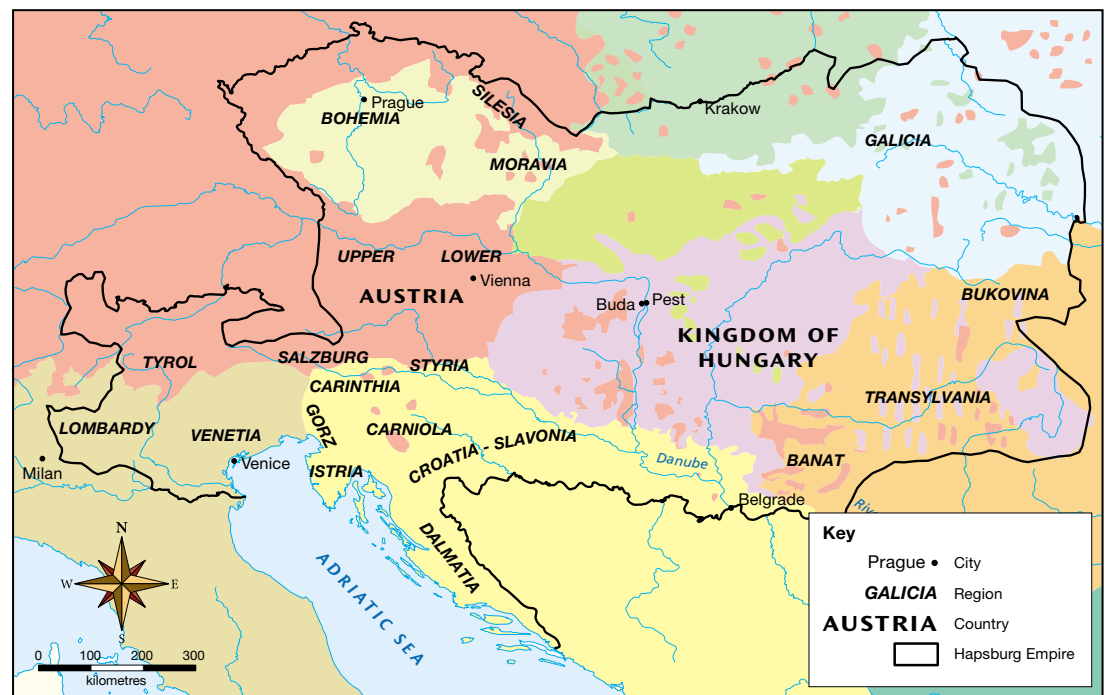 Prague
BOHEMIA
SILESIA
MORAVIA
Krakow
GALICIA
UPPER
LOWER
Vienna
AUSTRIA
Buda
Pest
BUKOVINA
KINGDOM OF
HUNGARY
TYROL
SALZBURG
STYRIA
CARINTHIA
TRANSYLVANIA
LOMBARDY
VENETIA
GORZ
CARNIOLA
CROATIA - SLAVONIA
Milan
Venice
ISTRIA
Danube
BANAT
Belgrade
DALMATIA
ADRIATIC SEA
N
W
E
S
0 100 200 300
kilometres
Key
Prague • City
GALICIA Region
AUSTRIA Country
Hapsburg Empire